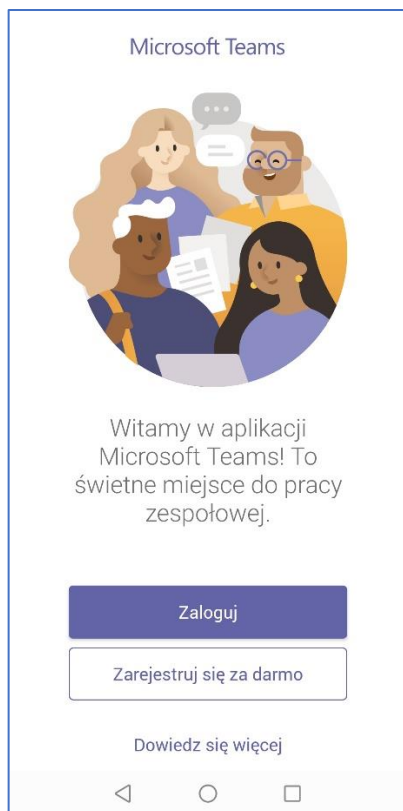 Microsoft Teams
Witamy w aplikacji
Microsoft Teams! To
świetne miejsce do pracy
zespołowej.
Zaloguj
Zarejestruj się za darmo
Dowiedz się więcej